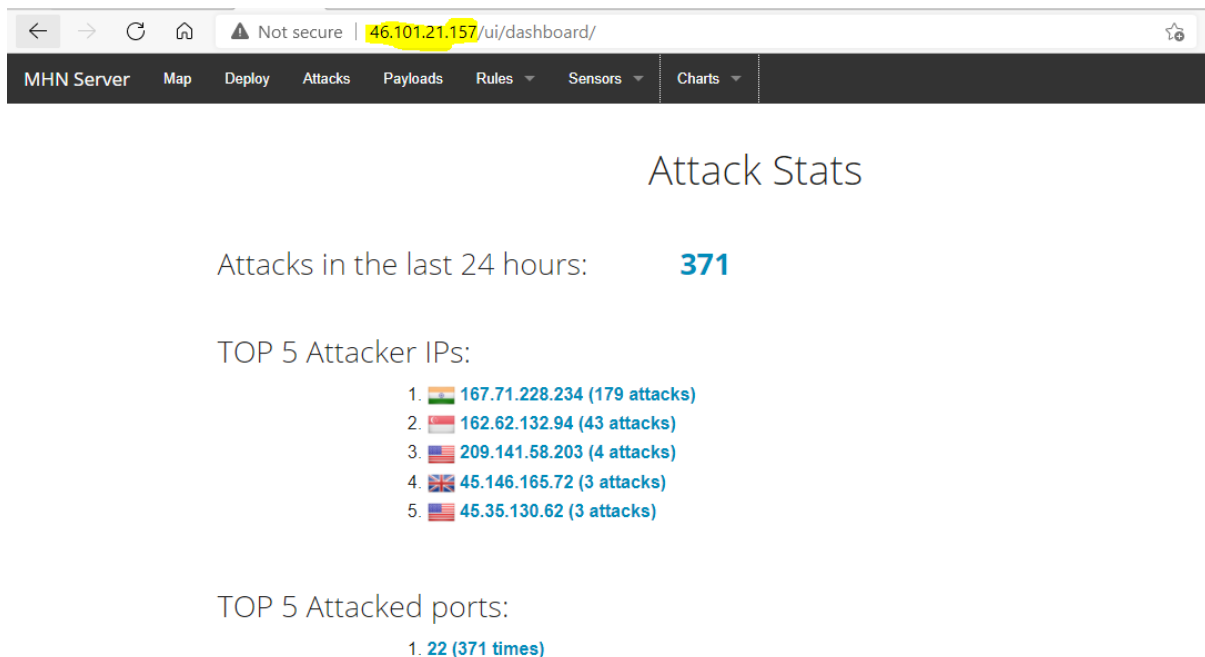 Not secure | 46.101.21.157/ui/dashboard/
MHN Server Map Deploy Attacks Payloads Rules Sensors Charts
Attack Stats
Attacks in the last 24 hours: 371
TOP 5 Attacker IPs:
1. 167.71.228.234 (179 attacks)
2. 162.62.132.94 (43 attacks)
3. 209.141.58.203 (4 attacks)
4. 45.146.165.72 (3 attacks)
5. 45.35.130.62 (3 attacks)
TOP 5 Attacked ports:
1. 22 (371 times)